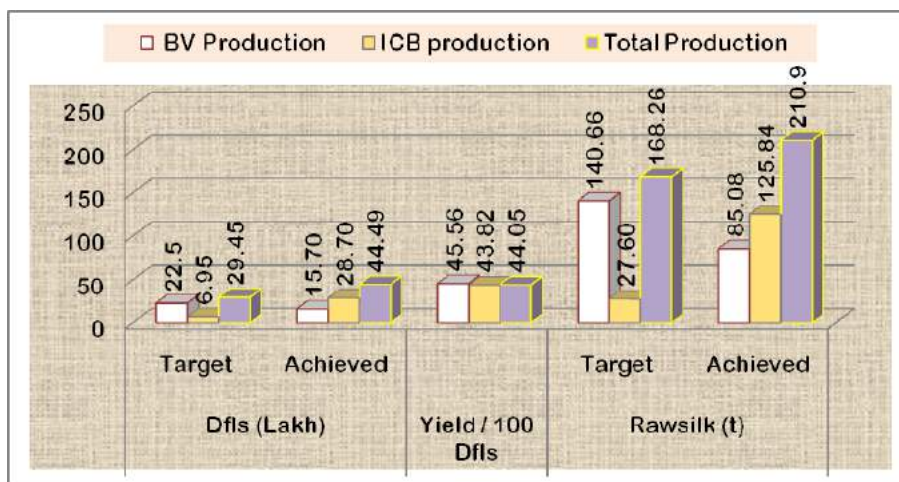 BV Production ICB production Total Production
250
200
150
100
50
0
22.5 6.95 29.45 15.70 28.70 44.49 45.56 43.82 44.05 140.66 27.60 168.26 85.08 125.84 210.9
Target Achieved Target Achieved
Dfls (Lakh) Yield / 100 Rawsilk (t)
Dfls